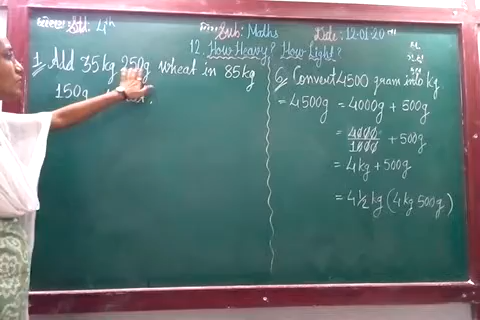 Std: 4th
Sub: Maths
Date: 12-01-20
12. How Heavy? How Light?
1. Add 35kg 250g wheat in 85kg
150g
6. Convert 4500 gram into kg.
= 4500g = 4000g + 500g
= 4000/1000 + 500g
= 4kg + 500g
= 4½ kg (4kg 500g)